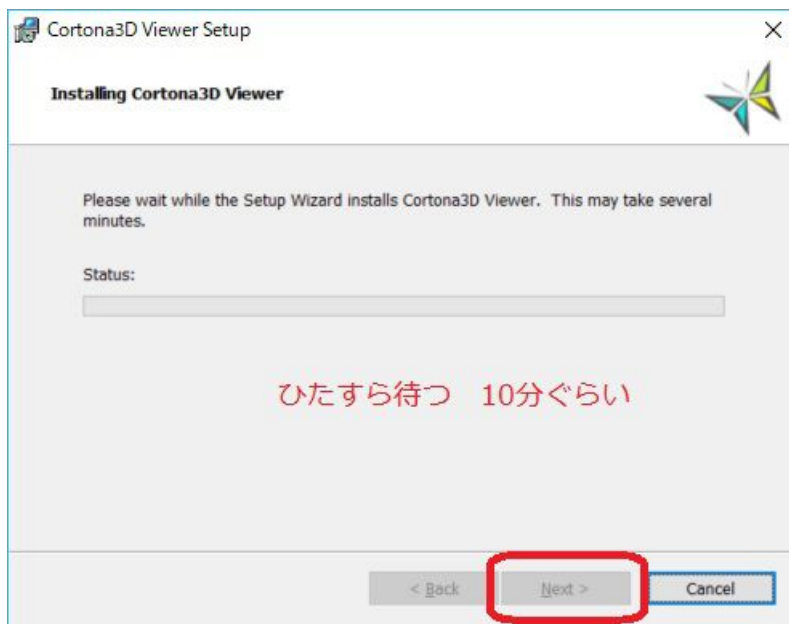 Cortona3D Viewer Setup
Installing Cortona3D Viewer
Please wait while the Setup Wizard installs Cortona3D Viewer. This may take several
minutes.
Status:
ひたすら待つ　10分ぐらい
< Back Next > Cancel